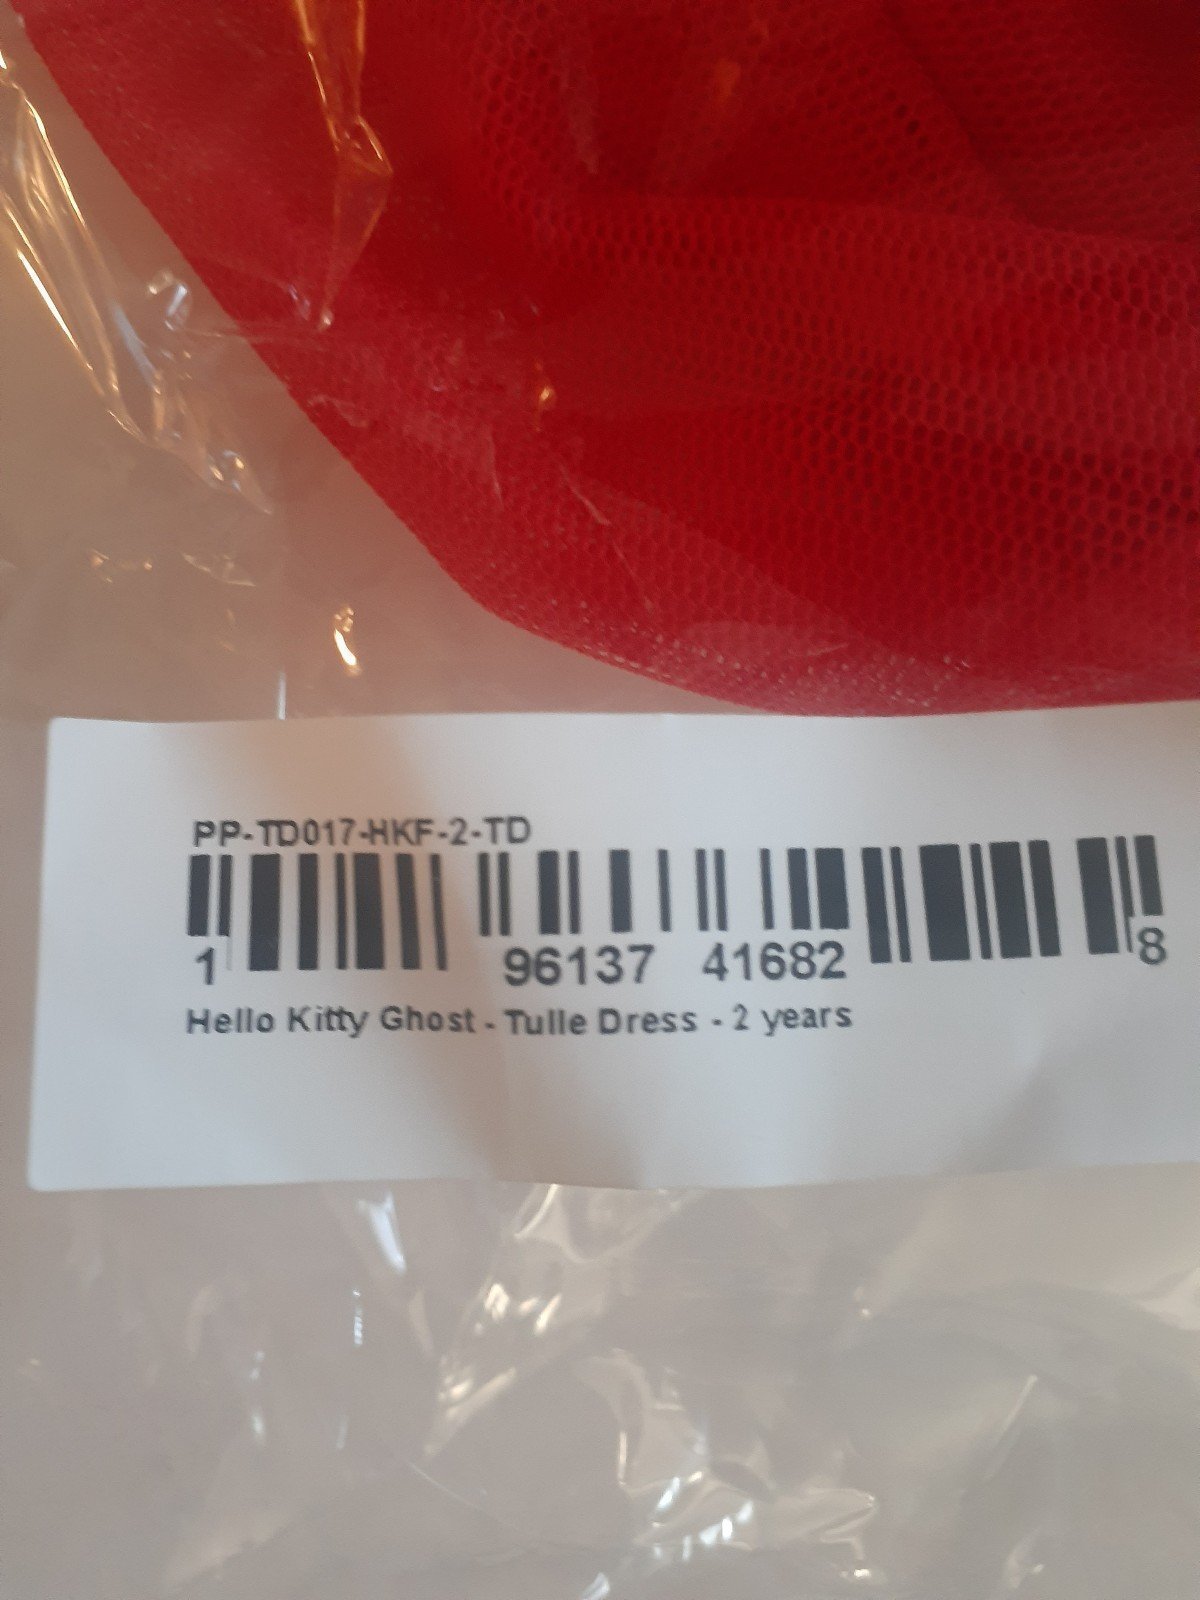 PP-TD017-HKF-2-TD
1 96137 41682 8
Hello Kitty Ghost - Tulle Dress - 2 years